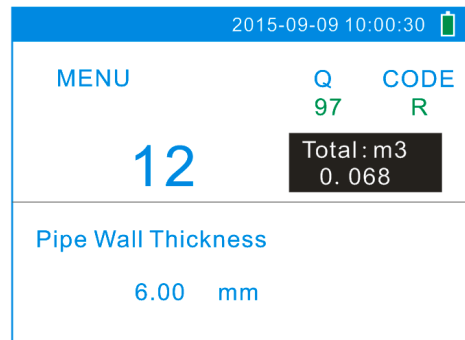 2015-09-09 10:00:30
MENU Q CODE
97 R
12
Total:m3
0.068
Pipe Wall Thickness
6.00 mm